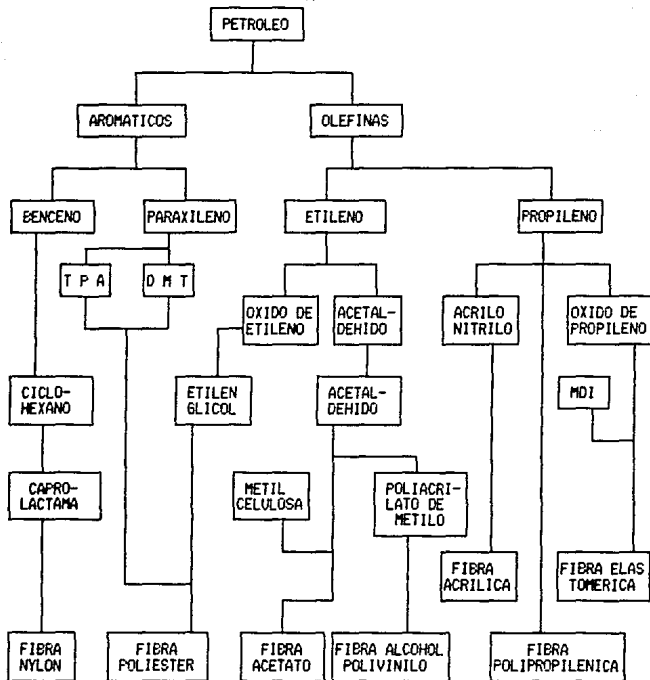 PETROLEO
AROMATICOS
OLEFINAS
BENCENO
PARAXILENO
ETILENO
PROPILENO
T P A
D M T
OXIDO DE
ETILENO
ACETAL-
DEHIDO
ACRILO
NITRILO
OXIDO DE
PROPILENO
CICLO-
HEXANO
ETILEN
GLICOL
ACETAL-
DEHIDO
MDI
CAPRO-
LACTAMA
METIL
CELULOSA
POLIACRI-
LATO DE
METILO
FIBRA
ACRILICA
FIBRA ELAS
TOMERICA
FIBRA
NYLON
FIBRA
POLIESTER
FIBRA
ACETATO
FIBRA ALCOHOL
POLIVINILO
FIBRA
POLIPROPILENICA